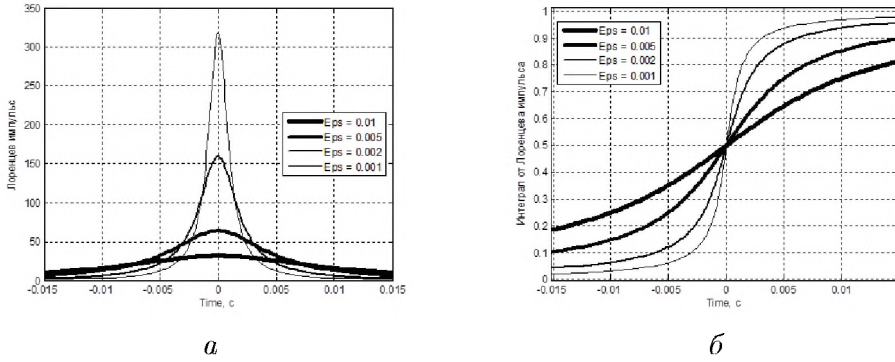 350
300
250
200
150
100
50
0
Лоренцев импульс
-0.015 -0.01 -0.005 0 0.005 0.01 0.015
Time, c
Eps = 0.01
Eps = 0.005
Eps = 0.002
Eps = 0.001
а
1
0.9
0.8
0.7
0.6
0.5
0.4
0.3
0.2
0.1
0
Интеграл от Лоренцева импульса
-0.015 -0.01 -0.005 0 0.005 0.01
Time, c
Eps = 0.01
Eps = 0.005
Eps = 0.002
Eps = 0.001
б